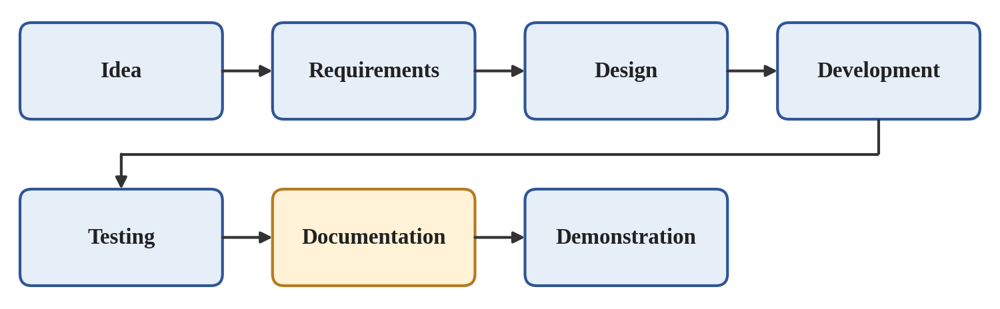 Idea
Requirements
Design
Development
Testing
Documentation
Demonstration